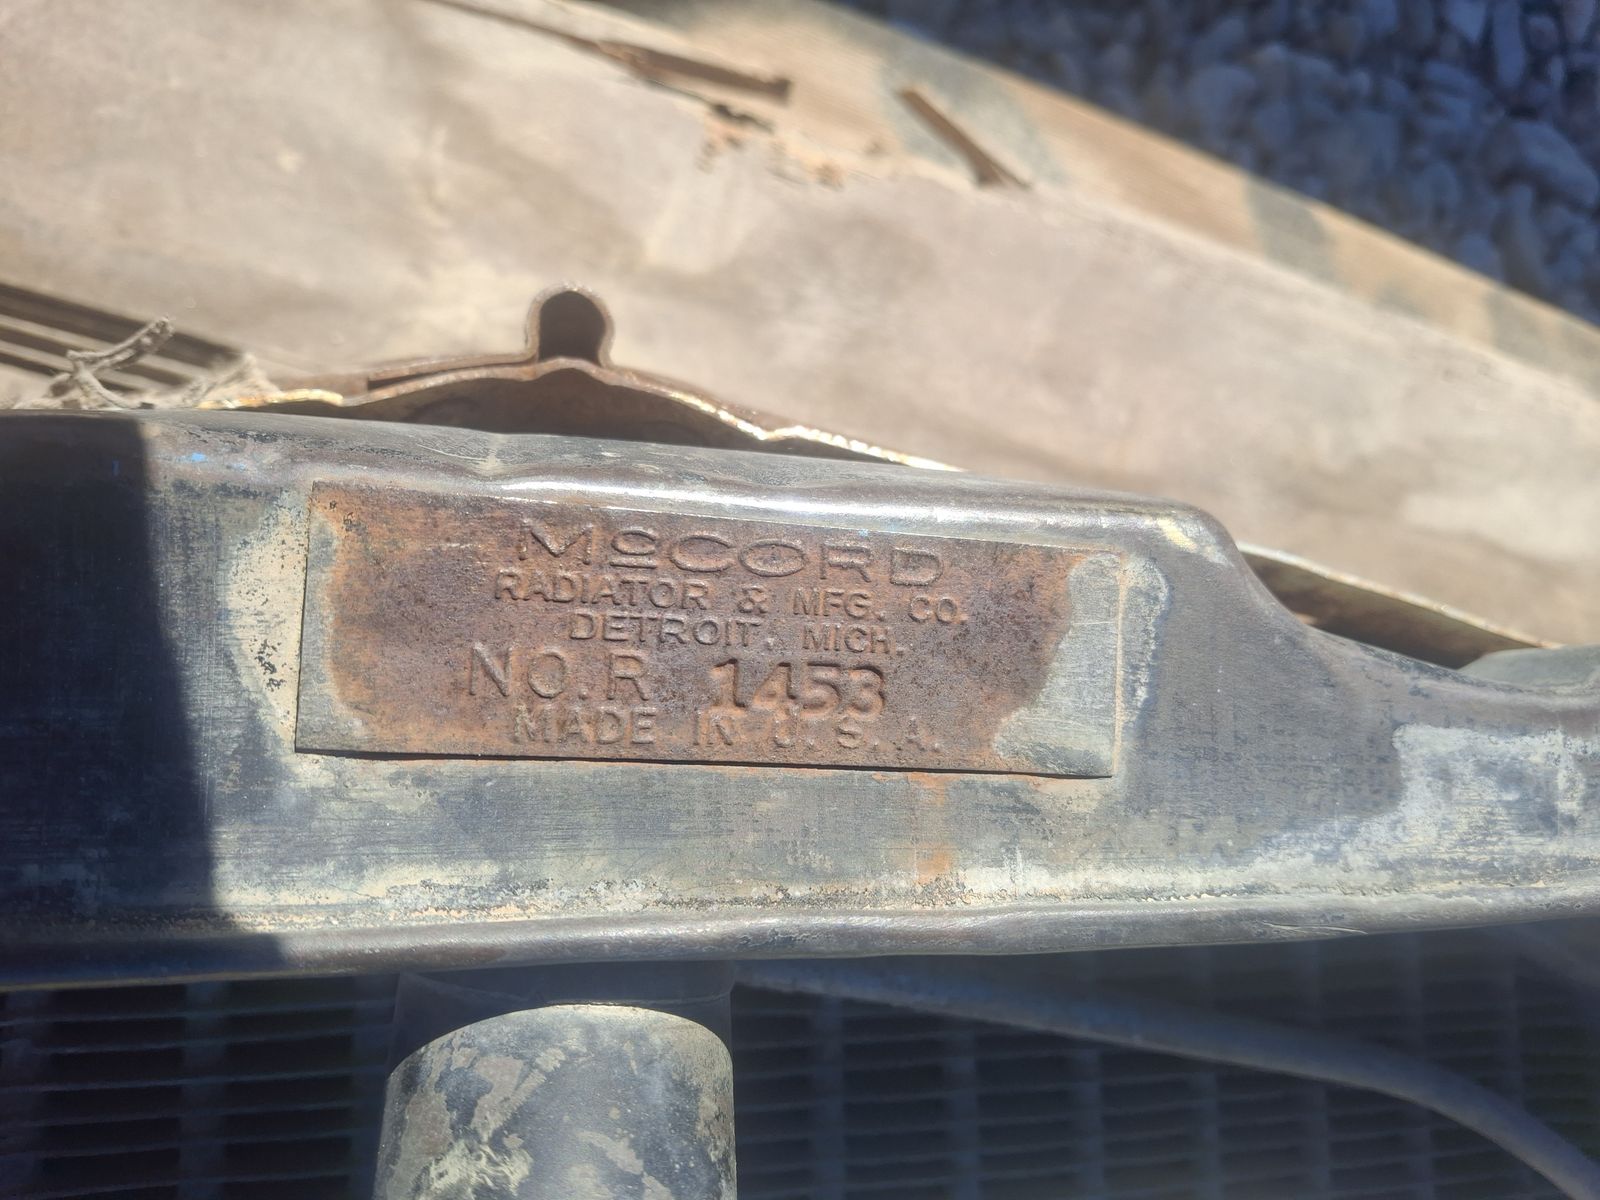 McCORD
RADIATOR & MFG. CO.
DETROIT, MICH.
NO. R 1453
MADE IN U. S. A.